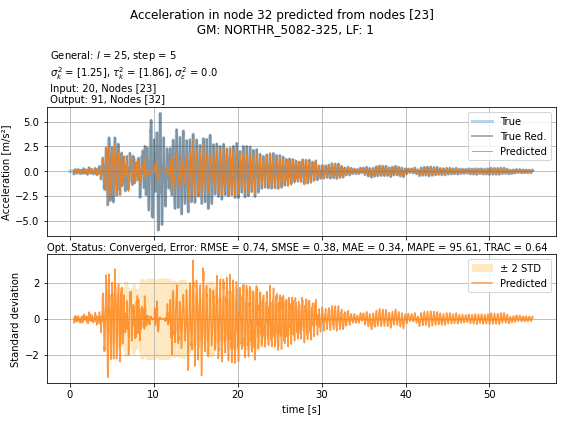 Acceleration in node 32 predicted from nodes [23]
GM: NORTHR_5082-325, LF: 1
General: l = 25, step = 5
σ²ₖ = [1.25], τ²ₖ = [1.86], σ²ₑ = 0.0
Input: 20, Nodes [23]
Output: 91, Nodes [32]
True
True Red.
Predicted
Acceleration [m/s²]
5.0
2.5
0.0
−2.5
−5.0
Opt. Status: Converged, Error: RMSE = 0.74, SMSE = 0.38, MAE = 0.34, MAPE = 95.61, TRAC = 0.64
± 2 STD
Predicted
Standard deviation
2
0
−2
0 10 20 30 40 50
time [s]